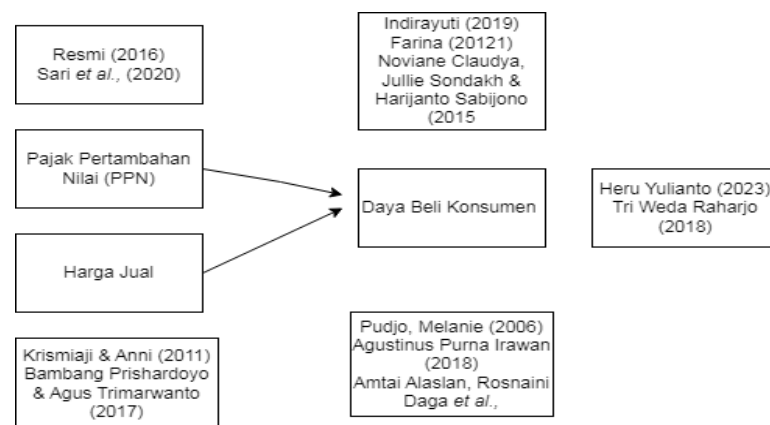 Resmi (2016)
Sari et al., (2020)
Indirayuti (2019)
Farina (20121)
Noviane Claudya,
Jullie Sondakh &
Harijanto Sabijono
(2015
Pajak Pertambahan
Nilai (PPN)
Daya Beli Konsumen
Heru Yulianto (2023)
Tri Weda Raharjo
(2018)
Harga Jual
Krismiaji & Anni (2011)
Bambang Prishardoyo
& Agus Trimarwanto
(2017)
Pudjo, Melanie (2006)
Agustinus Purna Irawan
(2018)
Amtai Alaslan, Rosnaini
Daga et al.,